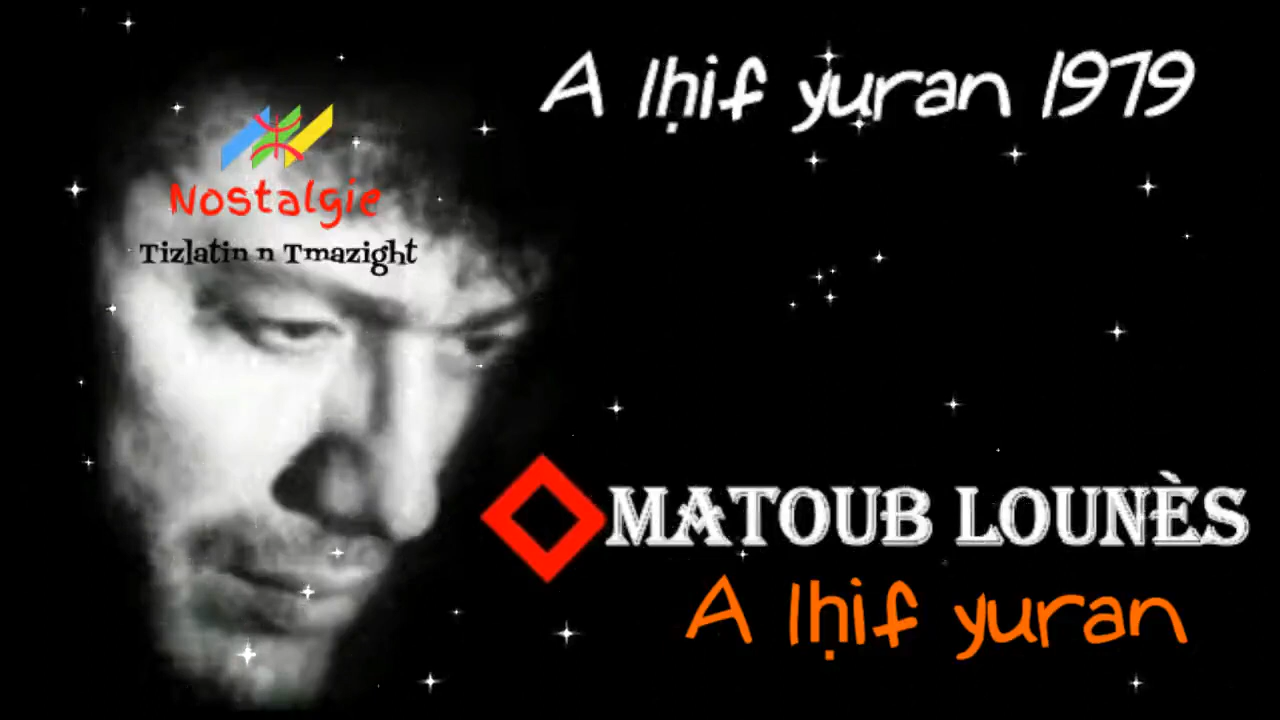 A lḥif yuran 1979
Nostalgie
Tizlatin n Tmazight
MATOUB LOUNÈS
A lḥif yuran